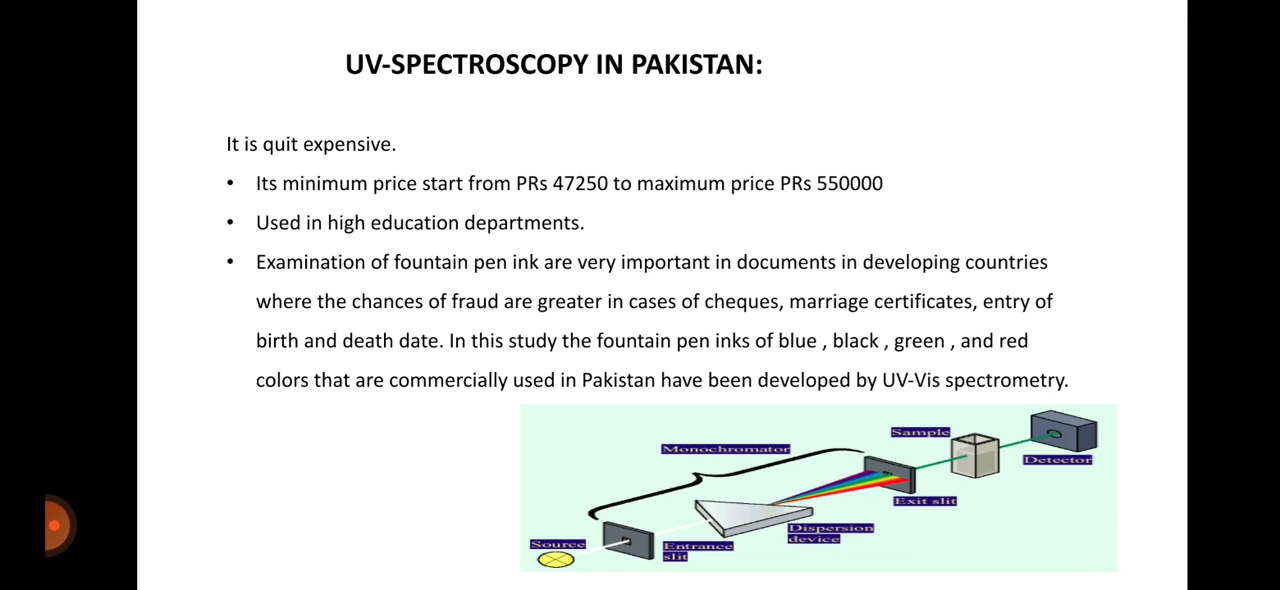 UV-SPECTROSCOPY IN PAKISTAN:
It is quit expensive.
• Its minimum price start from PRs 47250 to maximum price PRs 550000
• Used in high education departments.
• Examination of fountain pen ink are very important in documents in developing countries
where the chances of fraud are greater in cases of cheques, marriage certificates, entry of
birth and death date. In this study the fountain pen inks of blue , black , green , and red
colors that are commercially used in Pakistan have been developed by UV-Vis spectrometry.
Sample
Monochromator
Detector
Exit slit
Dispersion
device
Source
Entrance
slit